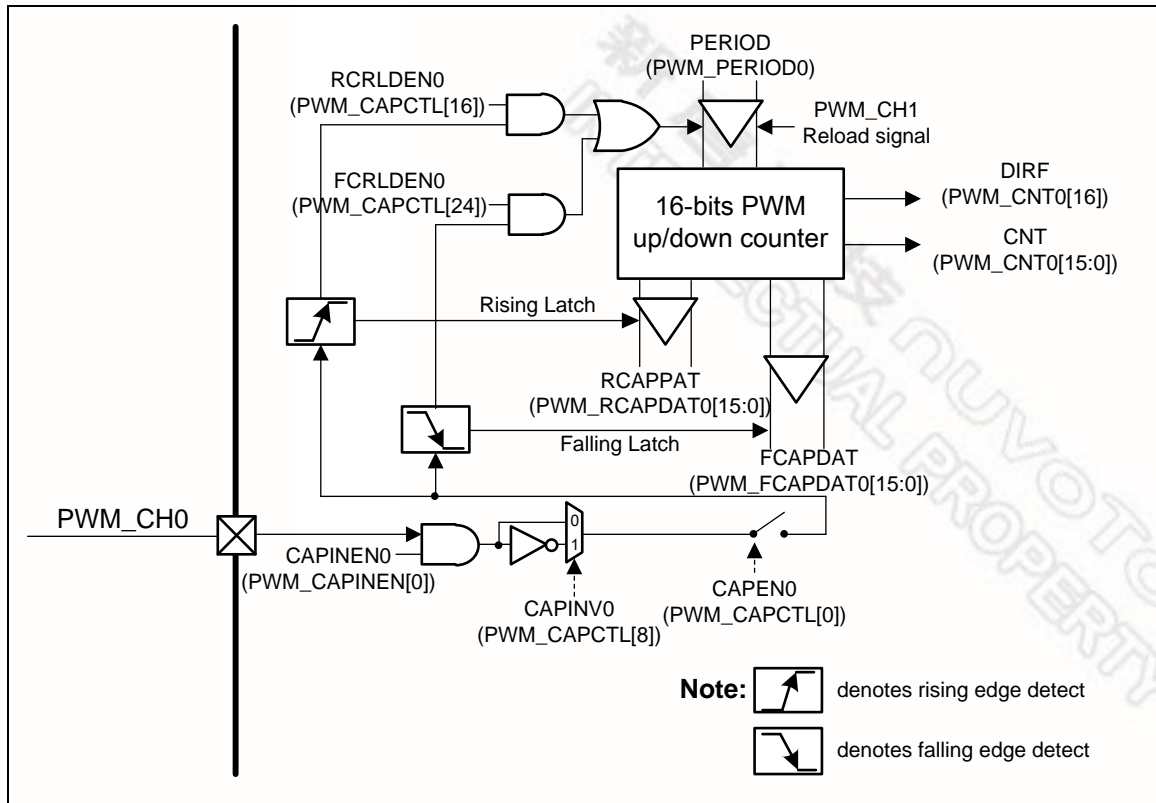 PERIOD
(PWM_PERIOD0)
RCRLDEN0
(PWM_CAPCTL[16])
PWM_CH1
Reload signal
FCRLDEN0
(PWM_CAPCTL[24])
16-bits PWM
up/down counter
DIRF
(PWM_CNT0[16])
CNT
(PWM_CNT0[15:0])
Rising Latch
RCAPPAT
(PWM_RCAPDAT0[15:0])
Falling Latch
FCAPDAT
(PWM_FCAPDAT0[15:0])
PWM_CH0
CAPINEN0
(PWM_CAPINEN[0])
0
1
CAPINV0
(PWM_CAPCTL[8])
CAPEN0
(PWM_CAPCTL[0])
Note:
denotes rising edge detect
denotes falling edge detect
nuvoTo
PROPERTY